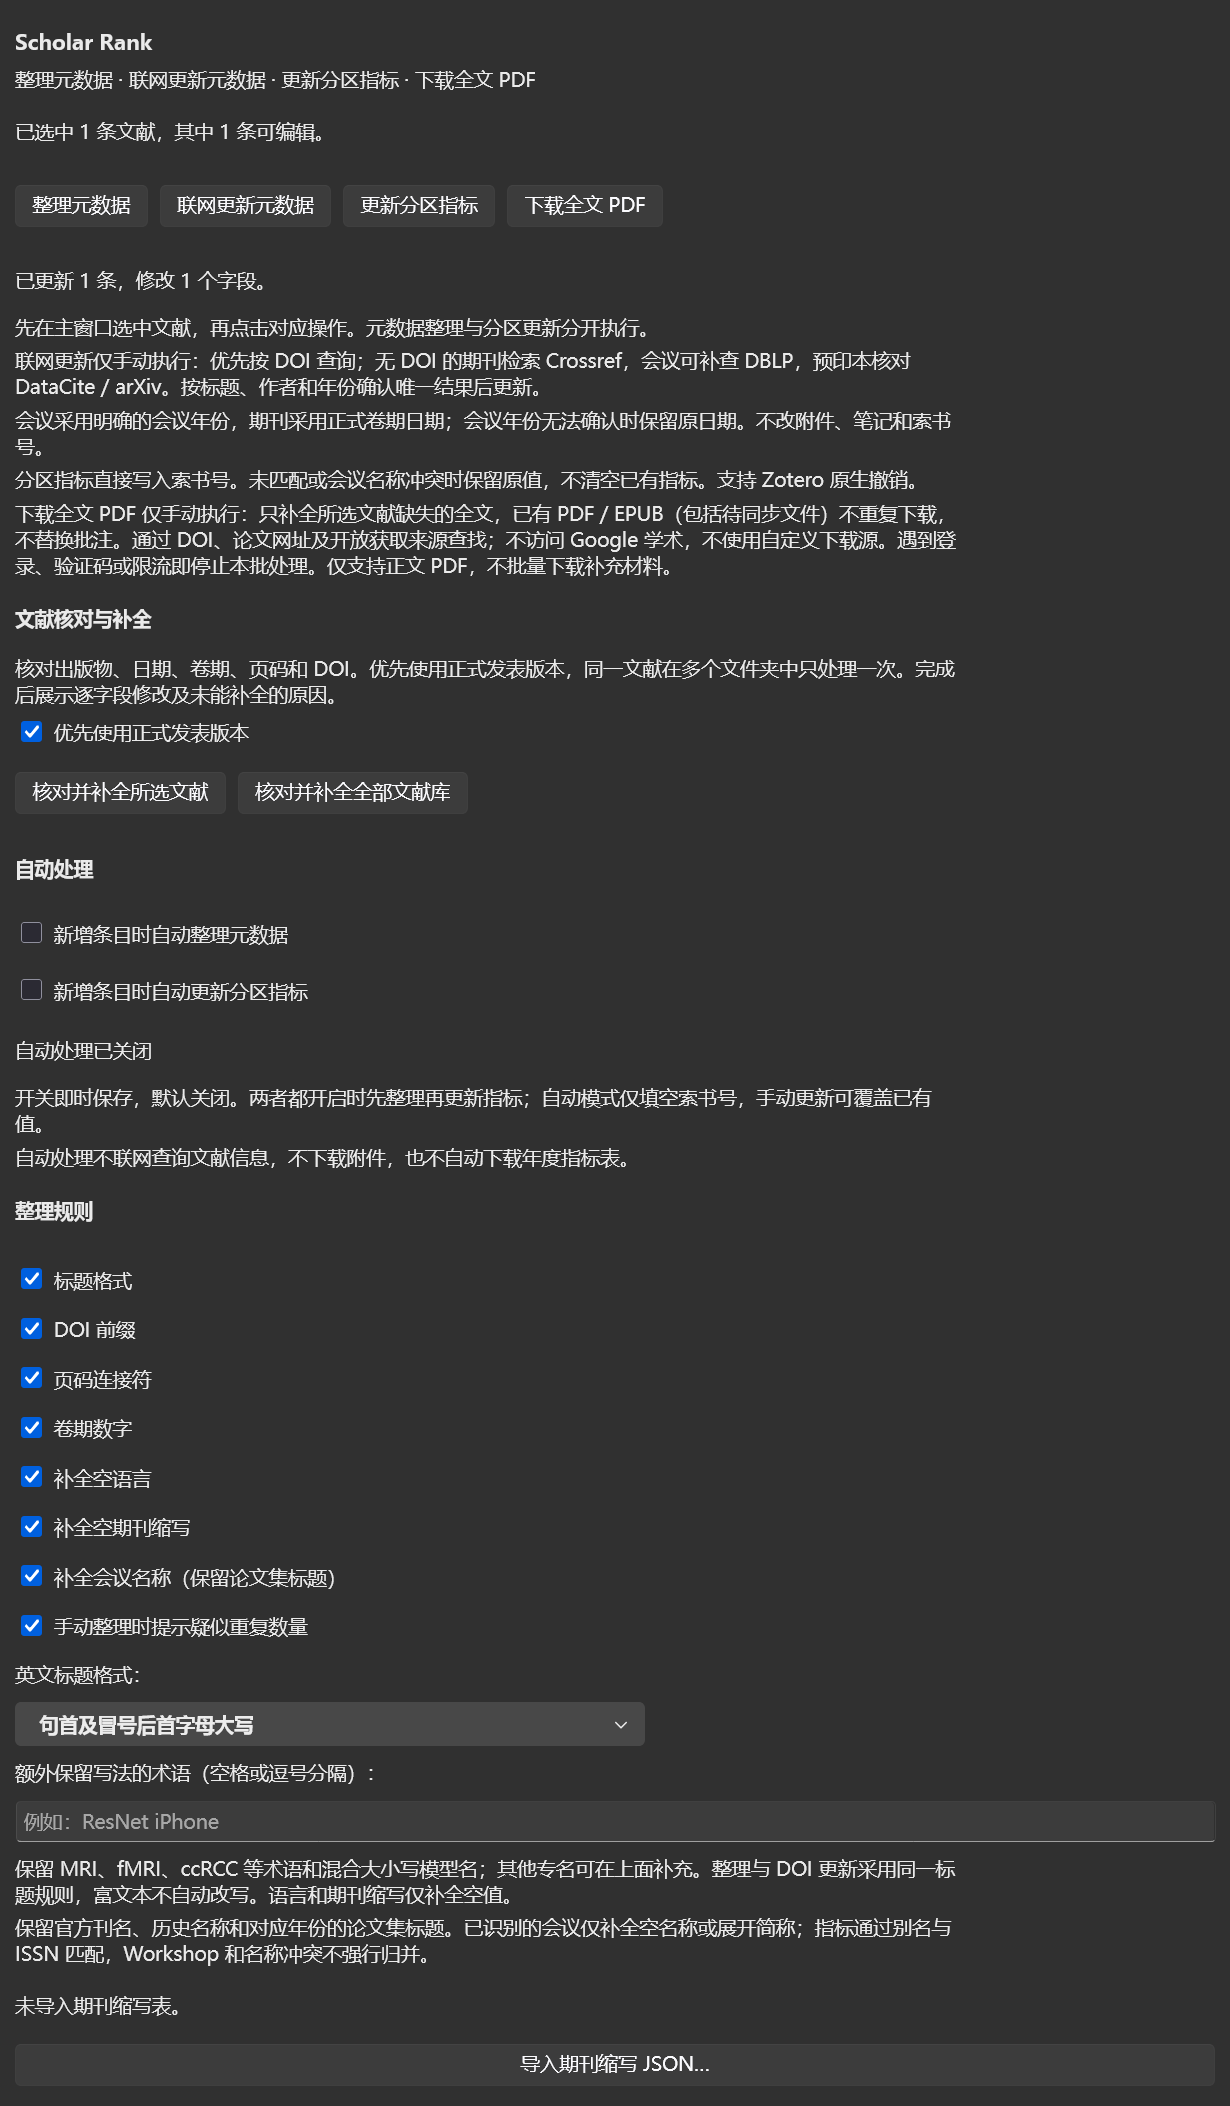 Scholar Rank
整理元数据 · 联网更新元数据 · 更新分区指标 · 下载全文 PDF
已选中 1 条文献，其中 1 条可编辑。
整理元数据 联网更新元数据 更新分区指标 下载全文 PDF
已更新 1 条，修改 1 个字段。
先在主窗口选中文献，再点击对应操作。元数据整理与分区更新分开执行。
联网更新仅手动执行：优先按 DOI 查询；无 DOI 的期刊检索 Crossref，会议可补查 DBLP，预印本核对
DataCite / arXiv。按标题、作者和年份确认唯一结果后更新。
会议采用明确的会议年份，期刊采用正式卷期日期；会议年份无法确认时保留原日期。不改附件、笔记和索书
号。
分区指标直接写入索书号。未匹配或会议名称冲突时保留原值，不清空已有指标。支持 Zotero 原生撤销。
下载全文 PDF 仅手动执行：只补全所选文献缺失的全文，已有 PDF / EPUB（包括待同步文件）不重复下载，
不替换批注。通过 DOI、论文网址及开放获取来源查找；不访问 Google 学术，不使用自定义下载源。遇到登
录、验证码或限流即停止本批处理。仅支持正文 PDF，不批量下载补充材料。
文献核对与补全
核对出版物、日期、卷期、页码和 DOI。优先使用正式发表版本，同一文献在多个文件夹中只处理一次。完成
后展示逐字段修改及未能补全的原因。
优先使用正式发表版本
核对并补全所选文献 核对并补全全部文献库
自动处理
新增条目时自动整理元数据
新增条目时自动更新分区指标
自动处理已关闭
开关即时保存，默认关闭。两者都开启时先整理再更新指标；自动模式仅填空索书号，手动更新可覆盖已有
值。
自动处理不联网查询文献信息，不下载附件，也不自动下载年度指标表。
整理规则
标题格式
DOI 前缀
页码连接符
卷期数字
补全空语言
补全空期刊缩写
补全会议名称（保留论文集标题）
手动整理时提示疑似重复数量
英文标题格式：
句首及冒号后首字母大写
额外保留写法的术语（空格或逗号分隔）：
例如：ResNet iPhone
保留 MRI、fMRI、ccRCC 等术语和混合大小写模型名；其他专名可在上面补充。整理与 DOI 更新采用同一标
题规则，富文本不自动改写。语言和期刊缩写仅补全空值。
保留官方刊名、历史名称和对应年份的论文集标题。已识别的会议仅补全空名称或展开简称；指标通过别名与
ISSN 匹配，Workshop 和名称冲突不强行归并。
未导入期刊缩写表。
导入期刊缩写 JSON...